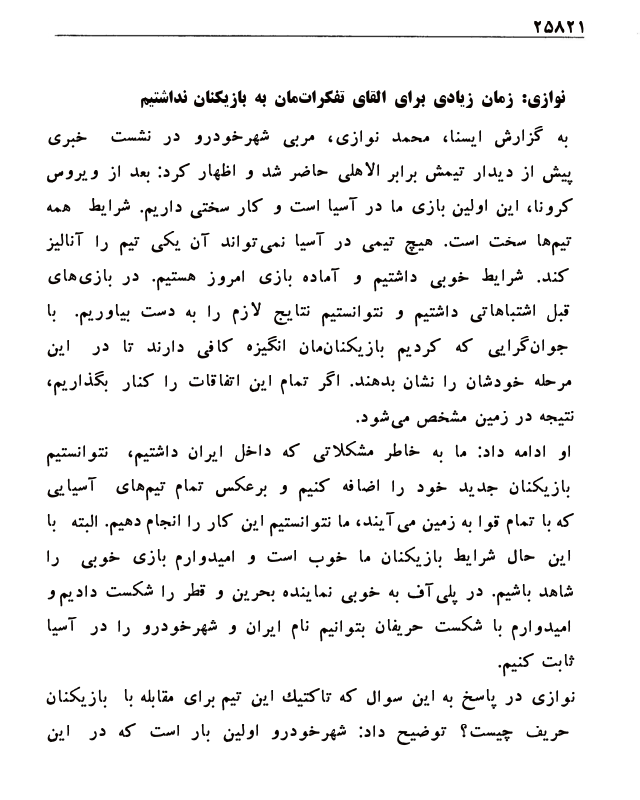 ۲۵۸۲۱
نوازی: زمان زیادی برای القای تفکراتمان به بازیکنان نداشتیم
به گزارش ایسنا، محمد نوازی، مربی شهرخودرو در نشست خبری
پیش از دیدار تیمش برابر الاهلی حاضر شد و اظهار کرد: بعد از ویروس
کرونا، این اولین بازی ما در آسیا است و کار سختی داریم. شرایط همه
تیم‌ها سخت است. هیچ تیمی در آسیا نمی‌تواند آن یکی تیم را آنالیز
کند. شرایط خوبی داشتیم و آماده بازی امروز هستیم. در بازی‌های
قبل اشتباهاتی داشتیم و نتوانستیم نتایج لازم را به دست بیاوریم. با
جوان‌گرایی که کردیم بازیکنان‌مان انگیزه کافی دارند تا در این
مرحله خودشان را نشان بدهند. اگر تمام این اتفاقات را کنار بگذاریم،
نتیجه در زمین مشخص می‌شود.
او ادامه داد: ما به خاطر مشکلاتی که داخل ایران داشتیم، نتوانستیم
بازیکنان جدید خود را اضافه کنیم و برعکس تمام تیم‌های آسیایی
که با تمام قوا به زمین می‌آیند، ما نتوانستیم این کار را انجام دهیم. البته با
این حال شرایط بازیکنان ما خوب است و امیدوارم بازی خوبی را
شاهد باشیم. در پلی‌آف به خوبی نماینده بحرین و قطر را شکست دادیم و
امیدوارم با شکست حریفان بتوانیم نام ایران و شهرخودرو را در آسیا
ثابت کنیم.
نوازی در پاسخ به این سوال که تاکتیك این تیم برای مقابله با بازیکنان
حریف چیست؟ توضیح داد: شهرخودرو اولین بار است که در این